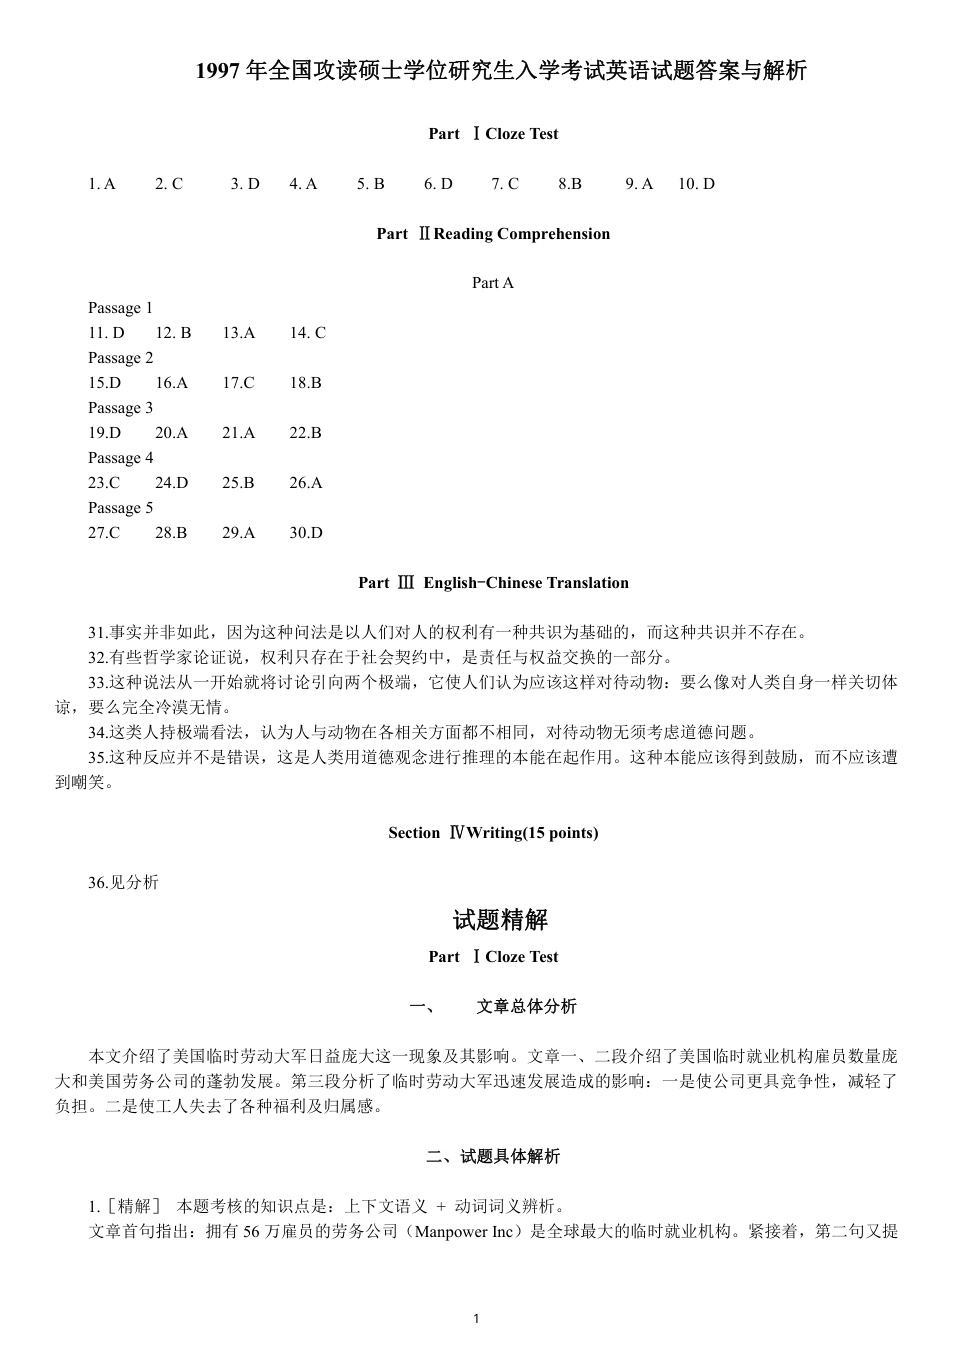 1997 年全国攻读硕士学位研究生入学考试英语试题答案与解析
Part Ⅰ Cloze Test
1. A 2. C 3. D 4. A 5. B 6. D 7. C 8.B 9. A 10. D
Part Ⅱ Reading Comprehension
Part A
Passage 1
11. D 12. B 13.A 14. C
Passage 2
15.D 16.A 17.C 18.B
Passage 3
19.D 20.A 21.A 22.B
Passage 4
23.C 24.D 25.B 26.A
Passage 5
27.C 28.B 29.A 30.D
Part Ⅲ English-Chinese Translation
31.事实并非如此，因为这种问法是以人们对人的权利有一种共识为基础的，而这种共识并不存在。
32.有些哲学家论证说，权利只存在于社会契约中，是责任与权益交换的一部分。
33.这种说法从一开始就将讨论引向两个极端，它使人们认为应该这样对待动物：要么像对人类自身一样关切体
谅，要么完全冷漠无情。
34.这类人持极端看法，认为人与动物在各相关方面都不相同，对待动物无须考虑道德问题。
35.这种反应并不是错误，这是人类用道德观念进行推理的本能在起作用。这种本能应该得到鼓励，而不应该遭
到嘲笑。
Section ⅣWriting(15 points)
36.见分析
试题精解
Part Ⅰ Cloze Test
一、 文章总体分析
本文介绍了美国临时劳动大军日益庞大这一现象及其影响。文章一、二段介绍了美国临时就业机构雇员数量庞
大和美国劳务公司的蓬勃发展。第三段分析了临时劳动大军迅速发展造成的影响：一是使公司更具竞争性，减轻了
负担。二是使工人失去了各种福利及归属感。
二、试题具体解析
1.［精解］ 本题考核的知识点是：上下文语义 + 动词词义辨析。
文章首句指出：拥有 56 万雇员的劳务公司（Manpower Inc）是全球最大的临时就业机构。紧接着，第二句又提
1